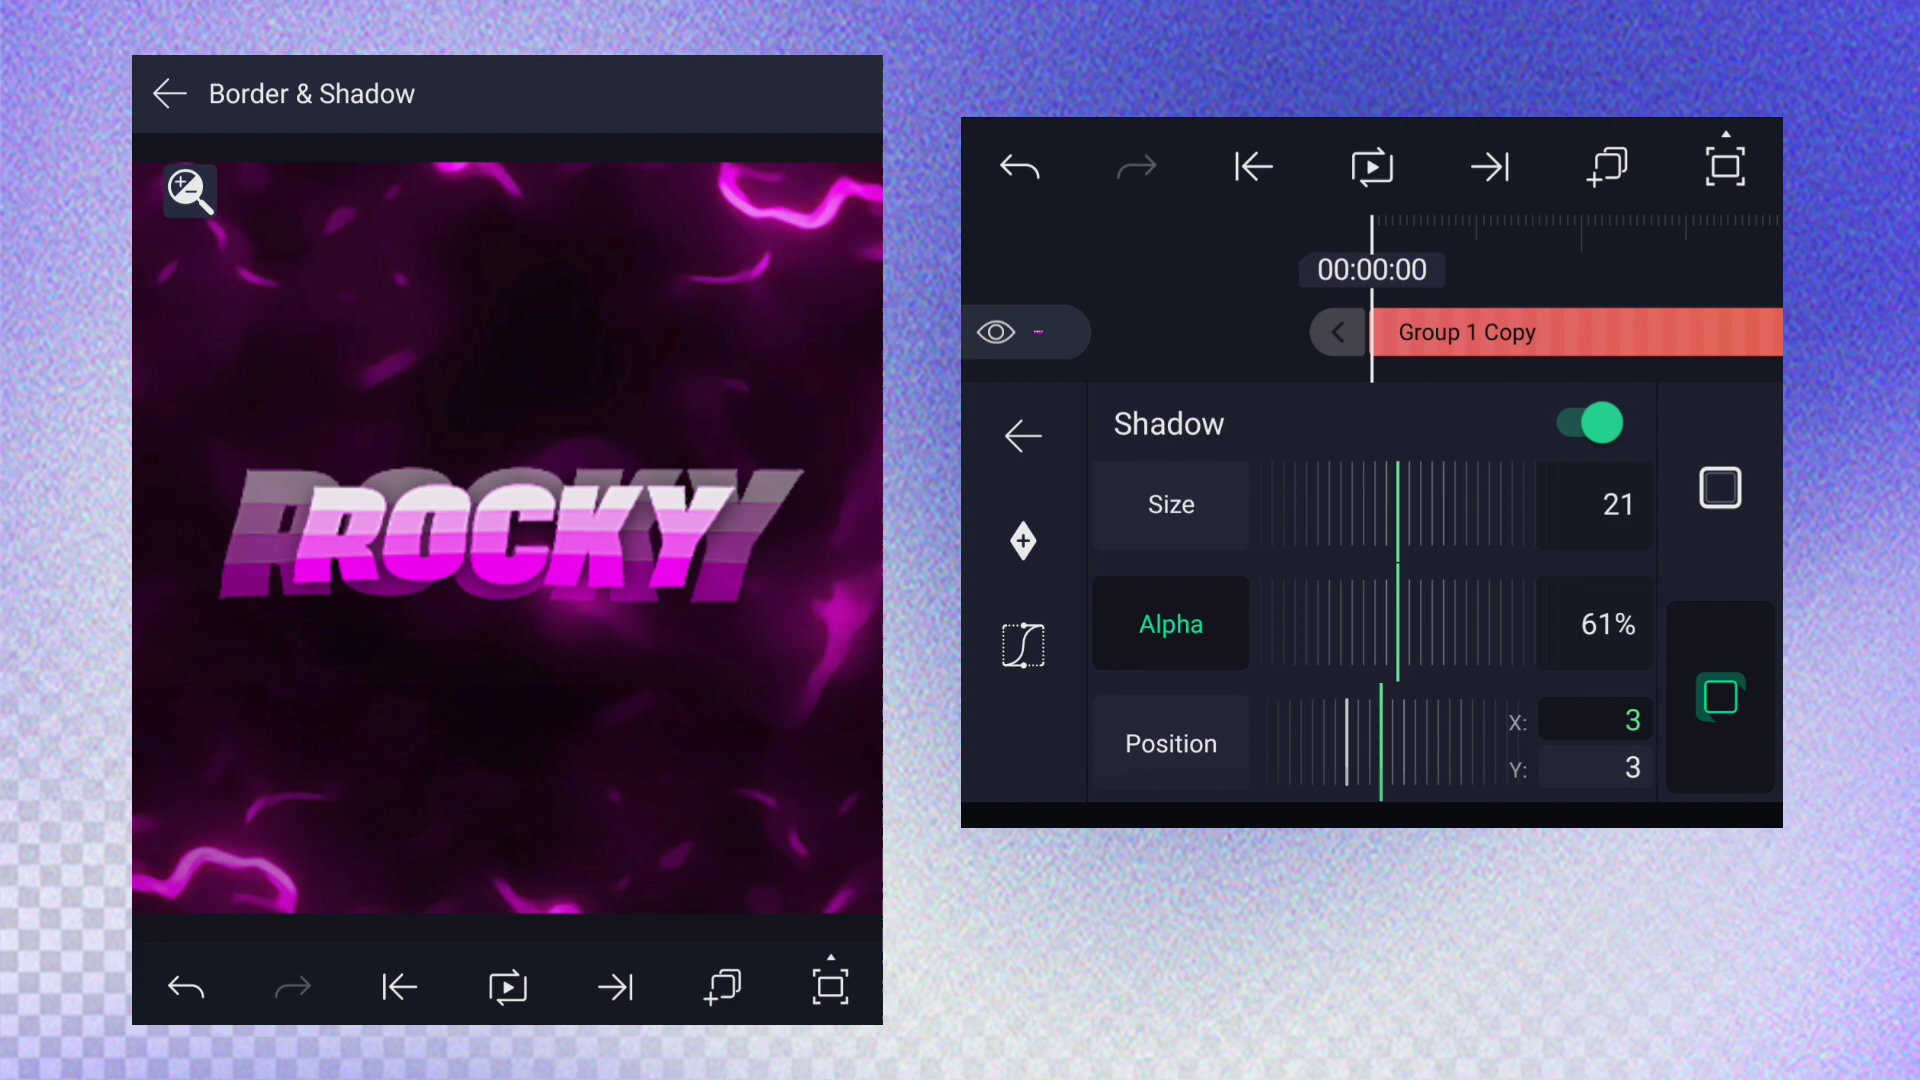 Border & Shadow
ROCKY
00:00:00
Group 1 Copy
Shadow
Size
21
Alpha
61%
Position
X:
3
Y:
3